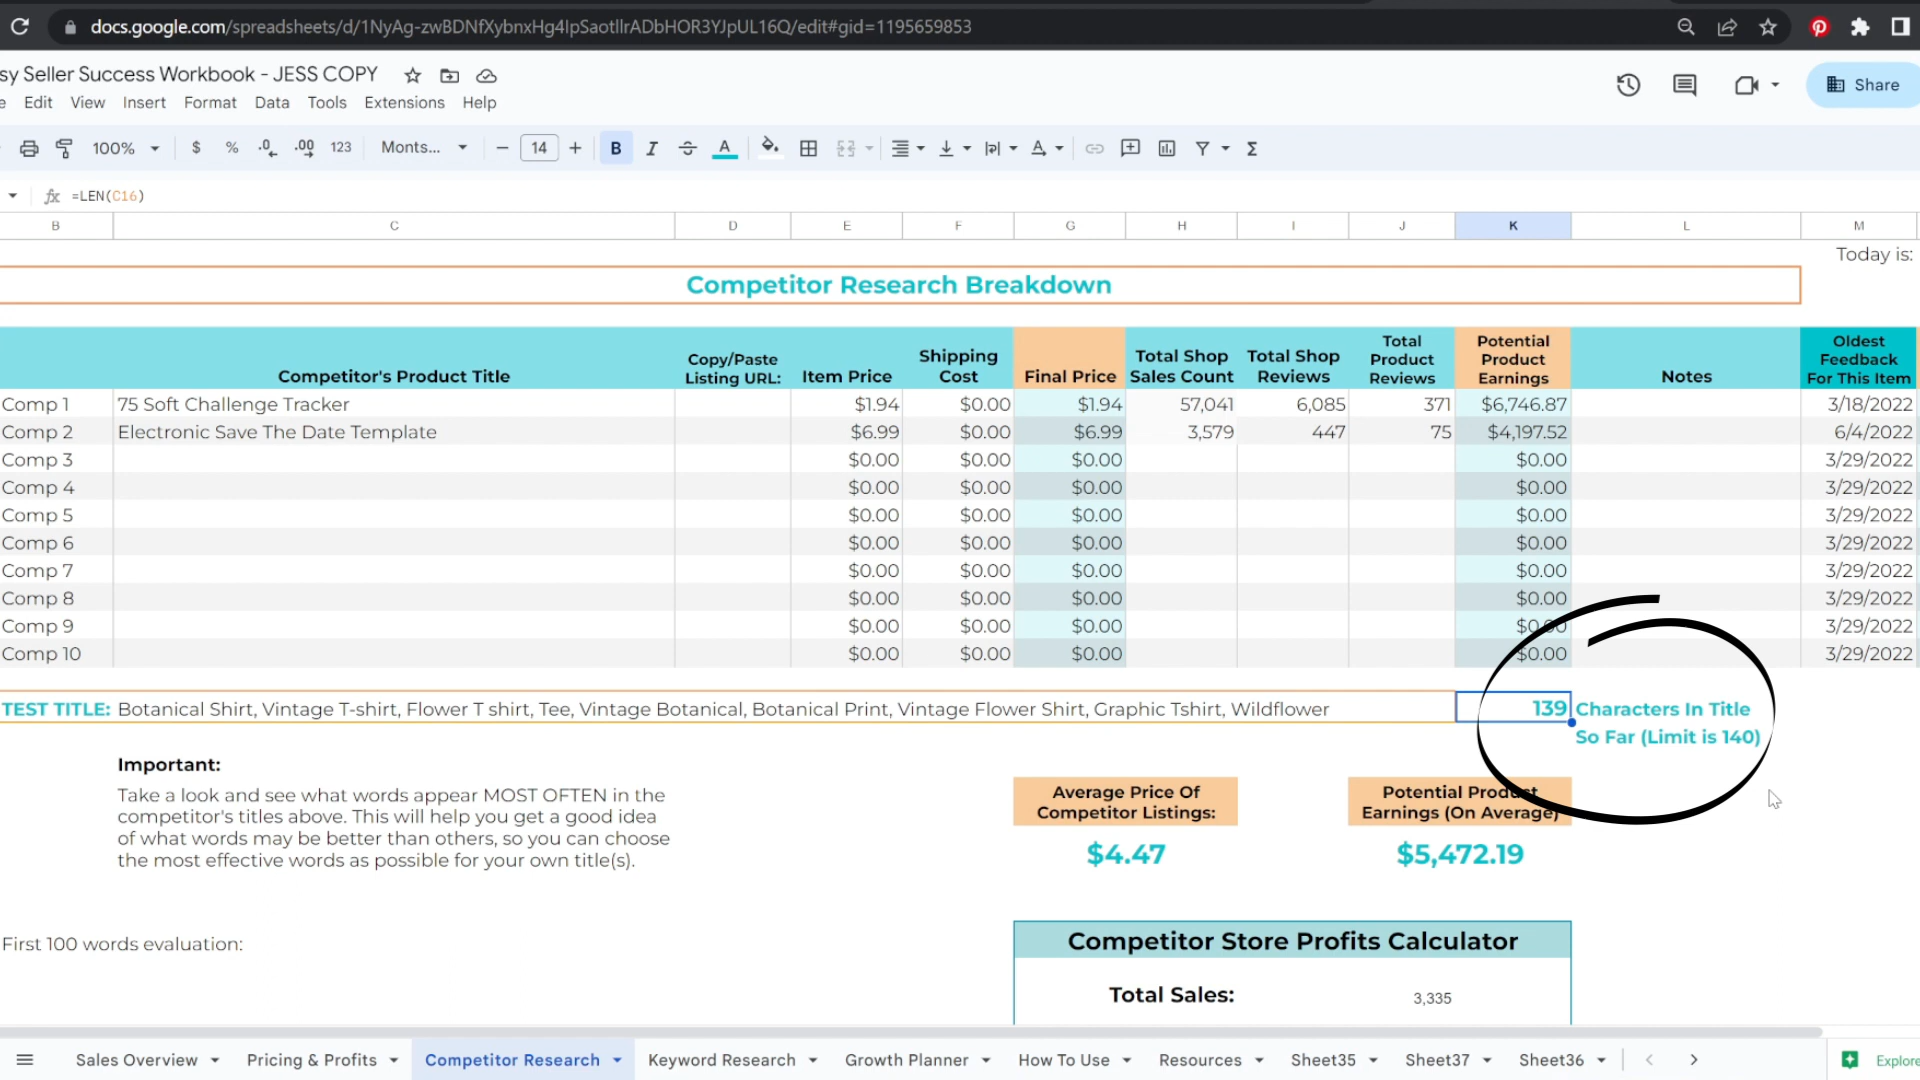 docs.google.com/spreadsheets/d/1NyAg-zwBDNfXybnxHg4IpSaotllrADbHOR3YJpUL16Q/edit#gid=1195659853
sy Seller Success Workbook - JESS COPY
e Edit View Insert Format Data Tools Extensions Help
Share
100% $ % .0 .00 123 Monts... − 14 + B I S A Σ
fx =LEN(C16)
B C D E F G H I J K L M
Today is:
Competitor Research Breakdown
Competitor's Product Title Copy/Paste Listing URL: Item Price Shipping Cost Final Price Total Shop Sales Count Total Shop Reviews Total Product Reviews Potential Product Earnings Notes Oldest Feedback For This Item
Comp 1 75 Soft Challenge Tracker $1.94 $0.00 $1.94 57,041 6,085 371 $6,746.87 3/18/2022
Comp 2 Electronic Save The Date Template $6.99 $0.00 $6.99 3,579 447 75 $4,197.52 6/4/2022
Comp 3 $0.00 $0.00 $0.00 $0.00 3/29/2022
Comp 4 $0.00 $0.00 $0.00 $0.00 3/29/2022
Comp 5 $0.00 $0.00 $0.00 $0.00 3/29/2022
Comp 6 $0.00 $0.00 $0.00 $0.00 3/29/2022
Comp 7 $0.00 $0.00 $0.00 $0.00 3/29/2022
Comp 8 $0.00 $0.00 $0.00 $0.00 3/29/2022
Comp 9 $0.00 $0.00 $0.00 $0.00 3/29/2022
Comp 10 $0.00 $0.00 $0.00 $0.00 3/29/2022
TEST TITLE: Botanical Shirt, Vintage T-shirt, Flower T shirt, Tee, Vintage Botanical, Botanical Print, Vintage Flower Shirt, Graphic Tshirt, Wildflower 139 Characters In Title
So Far (Limit is 140)
Important:
Take a look and see what words appear MOST OFTEN in the
competitor's titles above. This will help you get a good idea
of what words may be better than others, so you can choose
the most effective words as possible for your own title(s).
Average Price Of
Competitor Listings:
$4.47
Potential Product
Earnings (On Average)
$5,472.19
First 100 words evaluation:
Competitor Store Profits Calculator
Total Sales: 3,335
Sales Overview Pricing & Profits Competitor Research Keyword Research Growth Planner How To Use Resources Sheet35 Sheet37 Sheet36 Explore